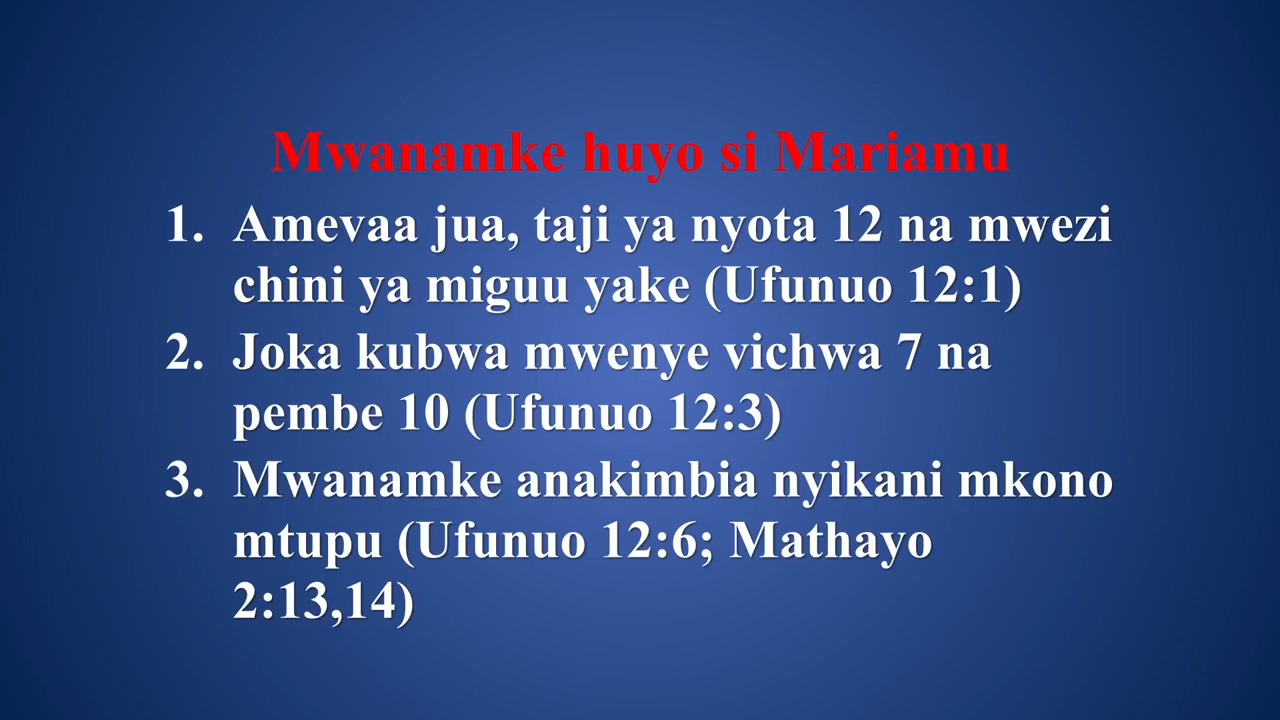 Mwanamke huyo si Mariamu
1. Amevaa jua, taji ya nyota 12 na mwezi
chini ya miguu yake (Ufunuo 12:1)
2. Joka kubwa mwenye vichwa 7 na
pembe 10 (Ufunuo 12:3)
3. Mwanamke anakimbia nyikani mkono
mtupu (Ufunuo 12:6; Mathayo
2:13,14)